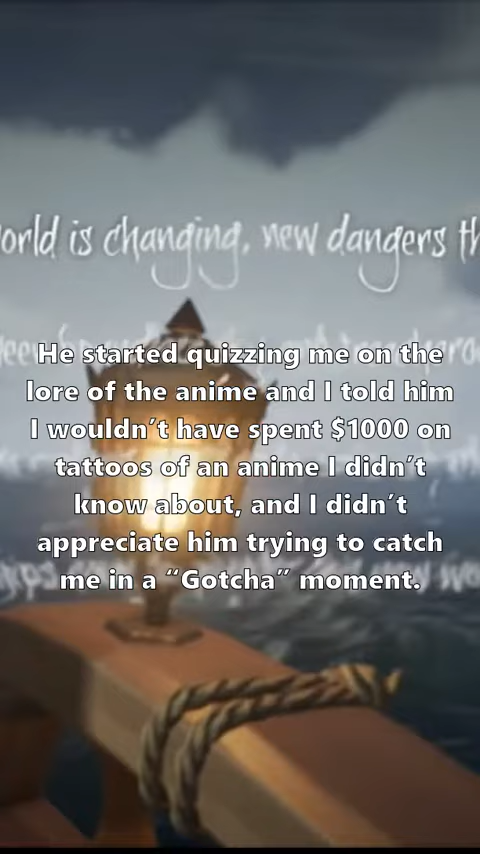 orld is changing, new dangers th
He started quizzing me on the
lore of the anime and I told him
I wouldn’t have spent $1000 on
tattoos of an anime I didn’t
know about, and I didn’t
appreciate him trying to catch
me in a “Gotcha” moment.